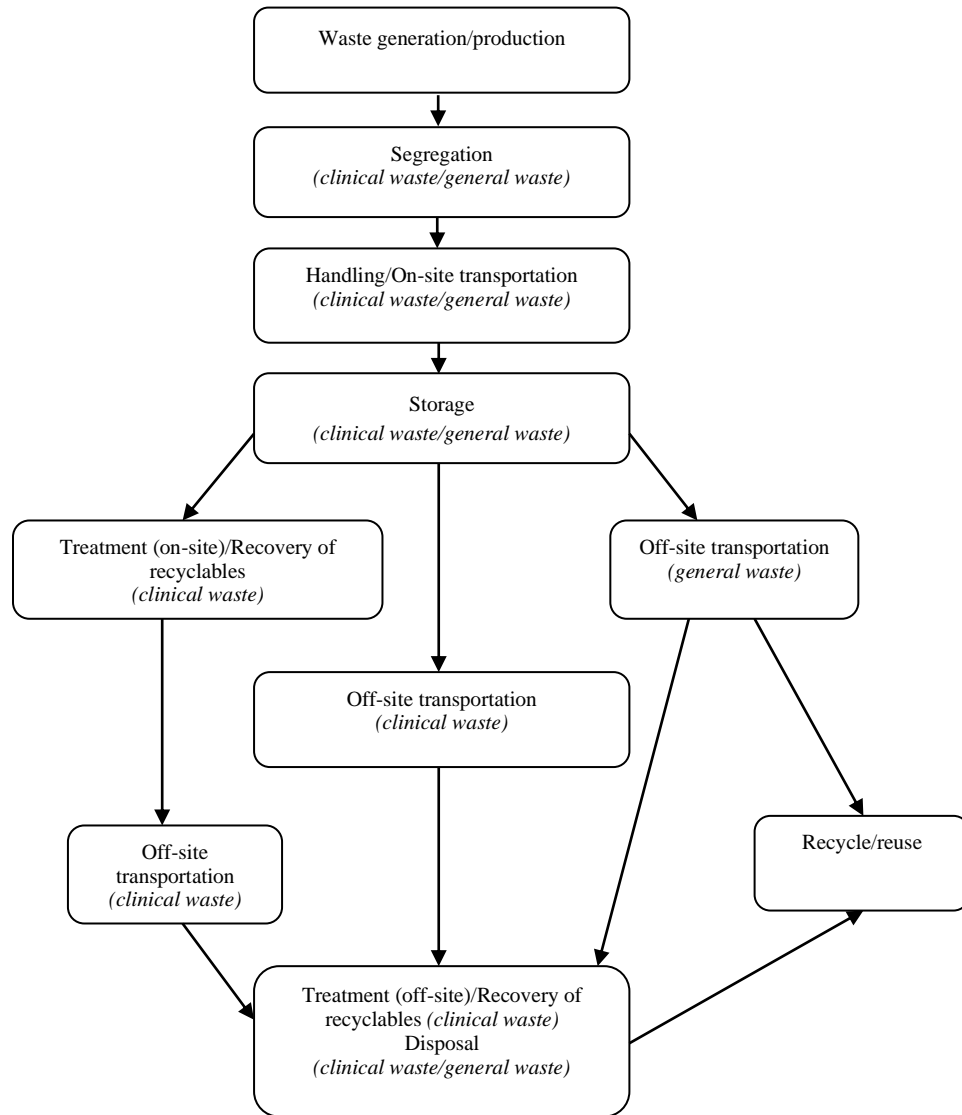 Waste generation/production
Segregation
(clinical waste/general waste)
Handling/On-site transportation
(clinical waste/general waste)
Storage
(clinical waste/general waste)
Treatment (on-site)/Recovery of
recyclables
(clinical waste)
Off-site transportation
(general waste)
Off-site transportation
(clinical waste)
Off-site
transportation
(clinical waste)
Recycle/reuse
Treatment (off-site)/Recovery of
recyclables (clinical waste)
Disposal
(clinical waste/general waste)